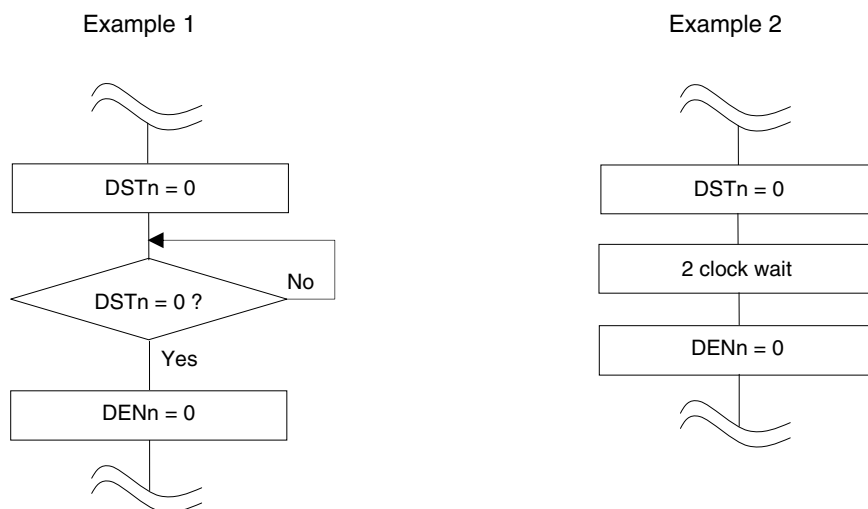 Example 1
DSTn = 0
DSTn = 0 ?
No
Yes
DENn = 0
Example 2
DSTn = 0
2 clock wait
DENn = 0